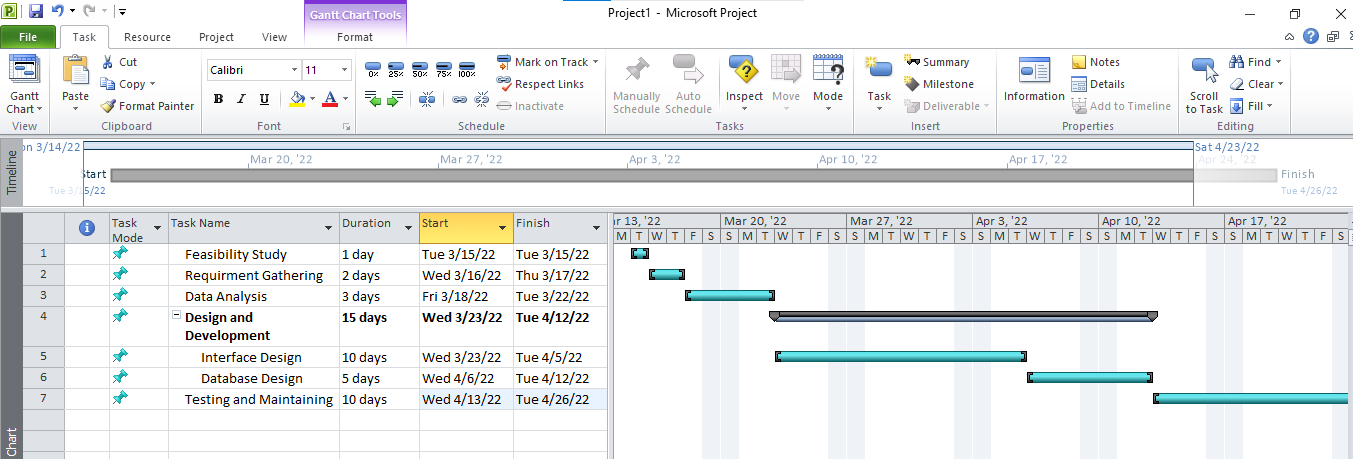 Gantt Chart Tools
Project1 - Microsoft Project
File Task Resource Project View Format
Gantt Chart
View
Paste
Cut
Copy
Format Painter
Clipboard
Calibri 11
B I U A
Font
0% 25% 50% 75% 100%
Mark on Track
Respect Links
Inactivate
Schedule
Manually Schedule
Auto Schedule
Inspect
Move
Mode
Tasks
Task
Summary
Milestone
Deliverable
Insert
Information
Notes
Details
Add to Timeline
Properties
Scroll to Task
Find
Clear
Fill
Editing
Timeline
on 3/14/22
Sat 4/23/22
Mar 20, '22 Mar 27, '22 Apr 3, '22 Apr 10, '22 Apr 17, '22 Apr 24, '22
Start
Tue 3/15/22
Finish
Tue 4/26/22
Task Mode Task Name Duration Start Finish
r 13, '22 Mar 20, '22 Mar 27, '22 Apr 3, '22 Apr 10, '22 Apr 17, '22
M T W T F S S M T W T F S S M T W T F S S M T W T F S S M T W T F S S M T W T F S
1 Feasibility Study 1 day Tue 3/15/22 Tue 3/15/22
2 Requirment Gathering 2 days Wed 3/16/22 Thu 3/17/22
3 Data Analysis 3 days Fri 3/18/22 Tue 3/22/22
4 Design and 15 days Wed 3/23/22 Tue 4/12/22
Development
5 Interface Design 10 days Wed 3/23/22 Tue 4/5/22
6 Database Design 5 days Wed 4/6/22 Tue 4/12/22
7 Testing and Maintaining 10 days Wed 4/13/22 Tue 4/26/22
Chart